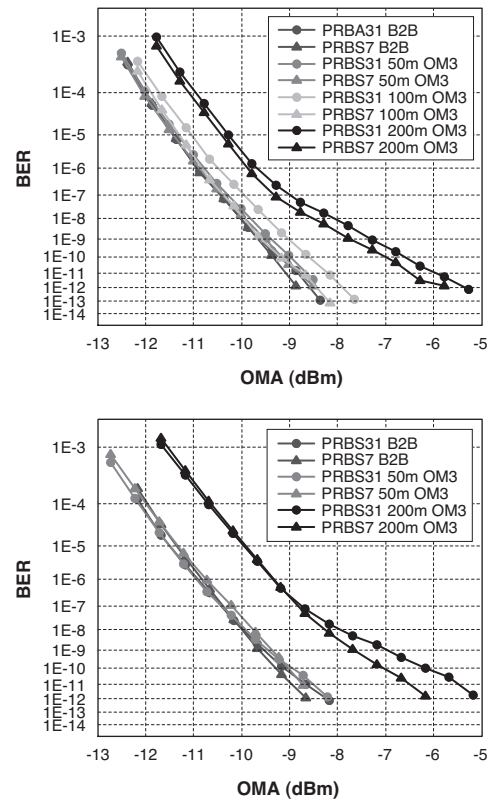 1E-3
1E-4
1E-5
1E-6
1E-7
1E-8
1E-9
1E-10
1E-11
1E-12
1E-13
1E-14
BER
PRBA31 B2B
PRBS7 B2B
PRBS31 50m OM3
PRBS7 50m OM3
PRBS31 100m OM3
PRBS7 100m OM3
PRBS31 200m OM3
PRBS7 200m OM3
-13 -12 -11 -10 -9 -8 -7 -6 -5
OMA (dBm)
1E-3
1E-4
1E-5
1E-6
1E-7
1E-8
1E-9
1E-10
1E-11
1E-12
1E-13
1E-14
BER
PRBS31 B2B
PRBS7 B2B
PRBS31 50m OM3
PRBS7 50m OM3
PRBS31 200m OM3
PRBS7 200m OM3
-13 -12 -11 -10 -9 -8 -7 -6 -5
OMA (dBm)